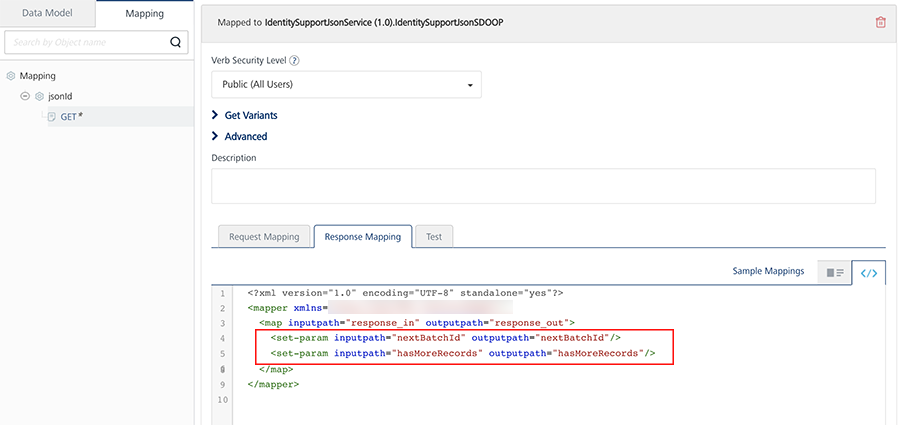 Data Model
Mapping
Search by Object name
Mapping
jsonId
GET*
Mapped to IdentitySupportJsonService (1.0).IdentitySupportJsonSDOOP
Verb Security Level ?
Public (All Users)
Get Variants
Advanced
Description
Request Mapping
Response Mapping
Test
Sample Mappings
</>
1 <?xml version="1.0" encoding="UTF-8" standalone="yes"?>
2 <mapper xmlns=
3 <map inputpath="response_in" outputpath="response_out">
4 <set-param inputpath="nextBatchId" outputpath="nextBatchId"/>
5 <set-param inputpath="hasMoreRecords" outputpath="hasMoreRecords"/>
</map>
9 </mapper>
10